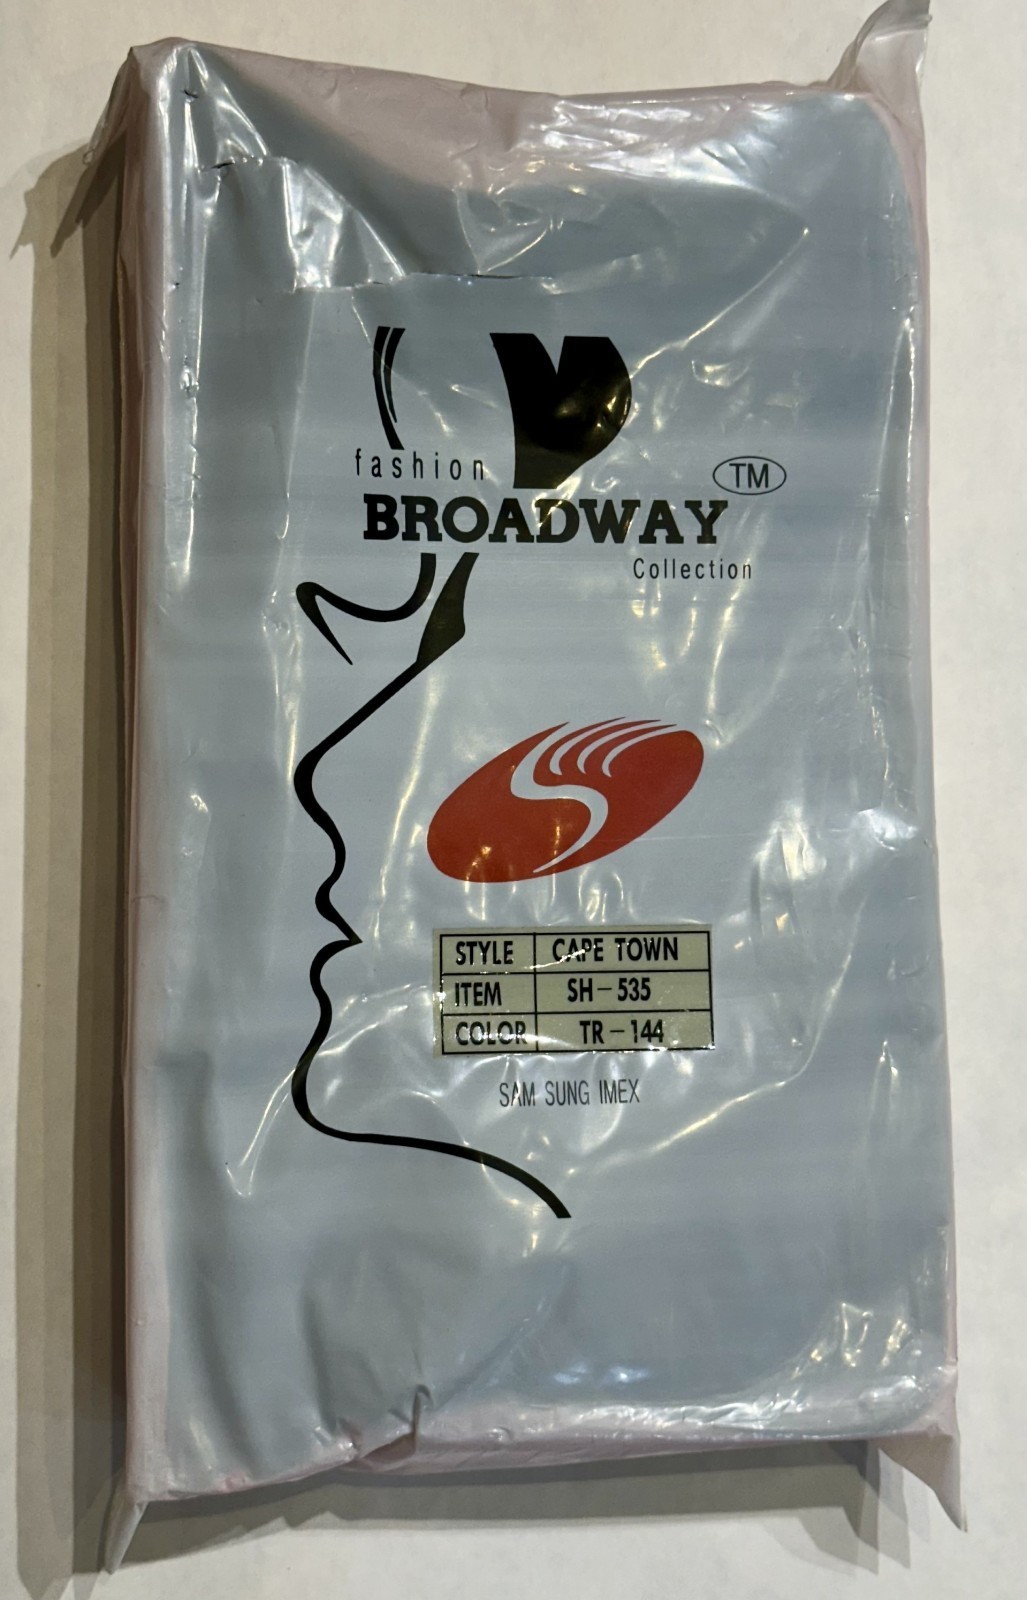 fashion
BROADWAY TM
Collection
STYLE CAPE TOWN
ITEM SH-535
COLOR TR-144
SAM SUNG IMEX